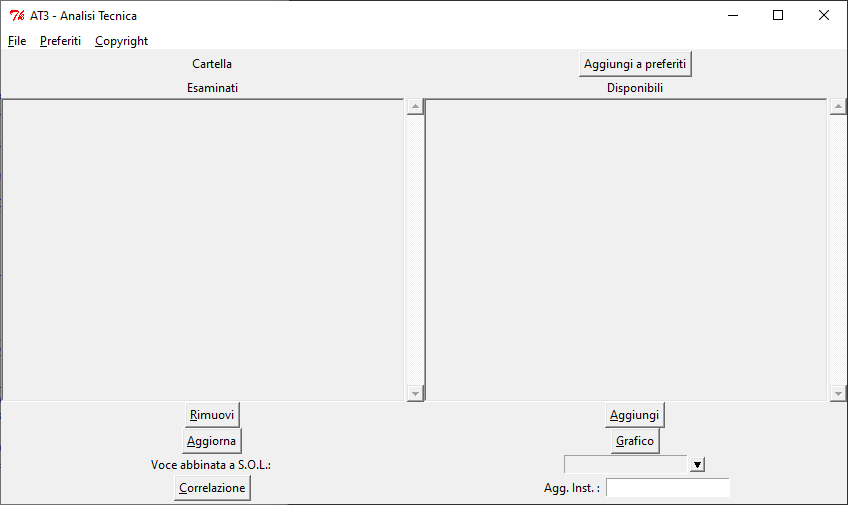 AT3 - Analisi Tecnica
File Preferiti Copyright
Cartella Aggiungi a preferiti
Esaminati Disponibili
Rimuovi Aggiungi
Aggiorna Grafico
Voce abbinata a S.O.L.:
Correlazione Agg. Inst. :